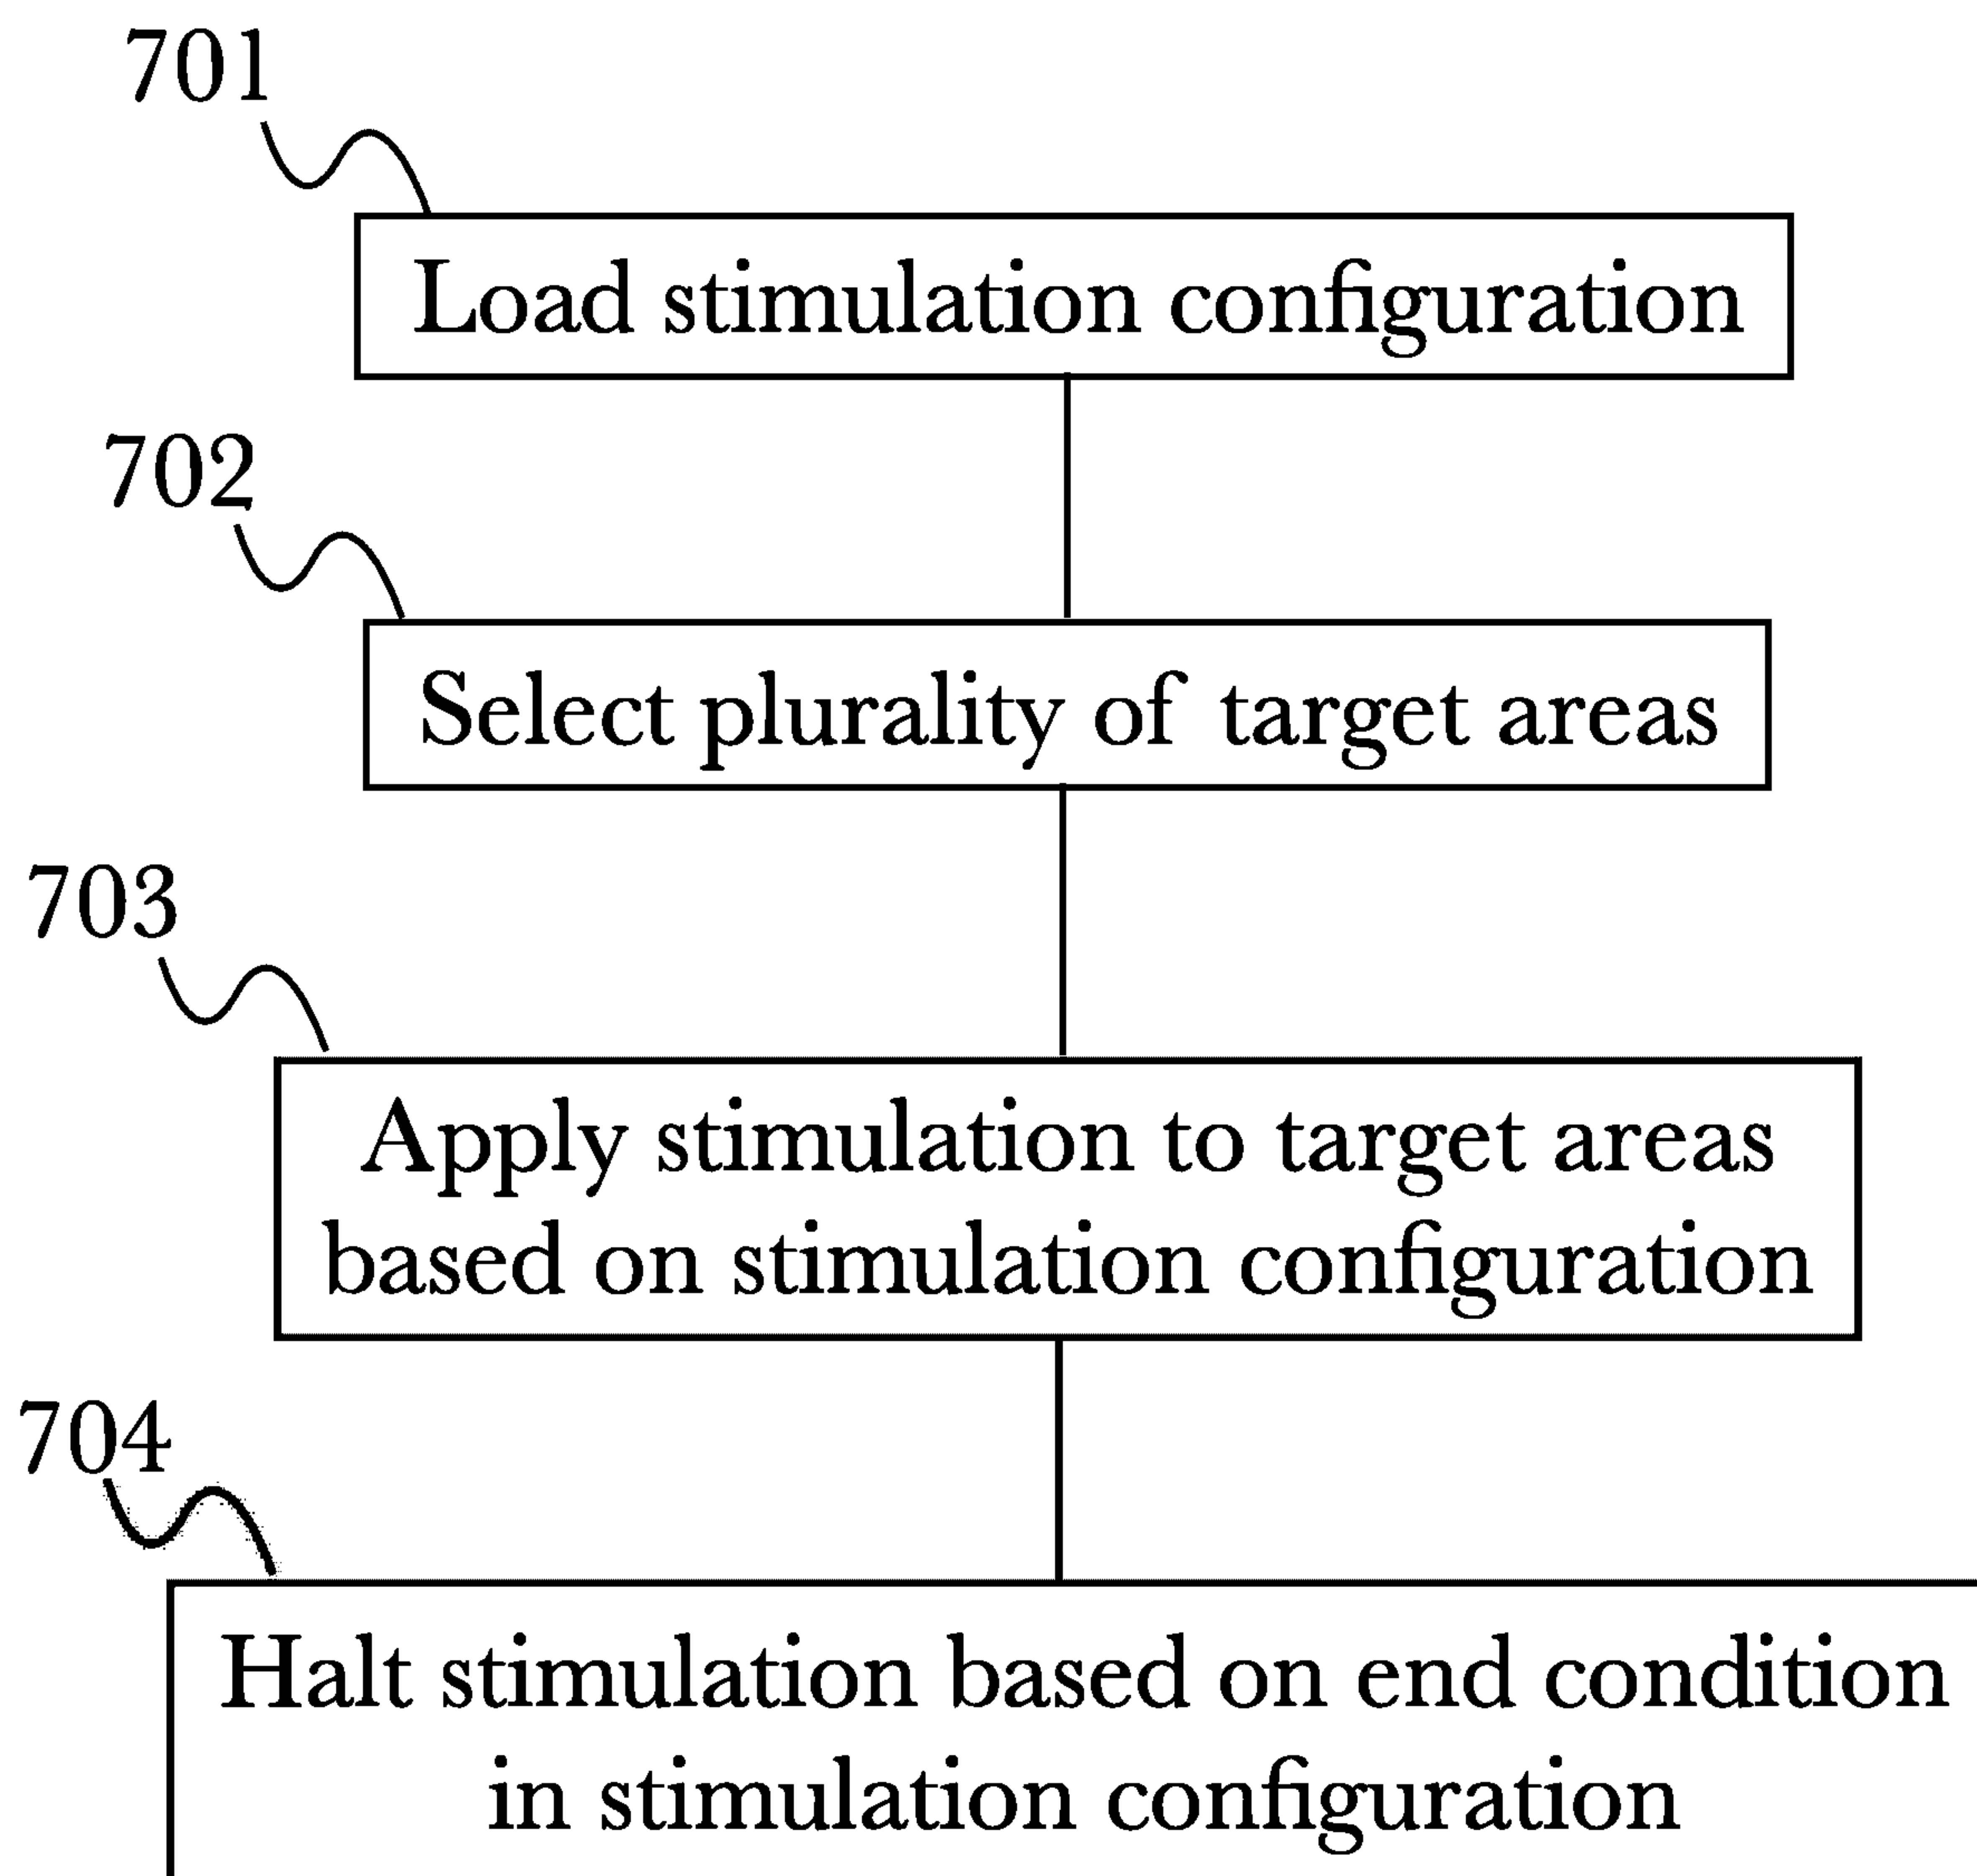 701
Load stimulation configuration
702
Select plurality of target areas
703
Apply stimulation to target areas
based on stimulation configuration
704
Halt stimulation based on end condition
in stimulation configuration